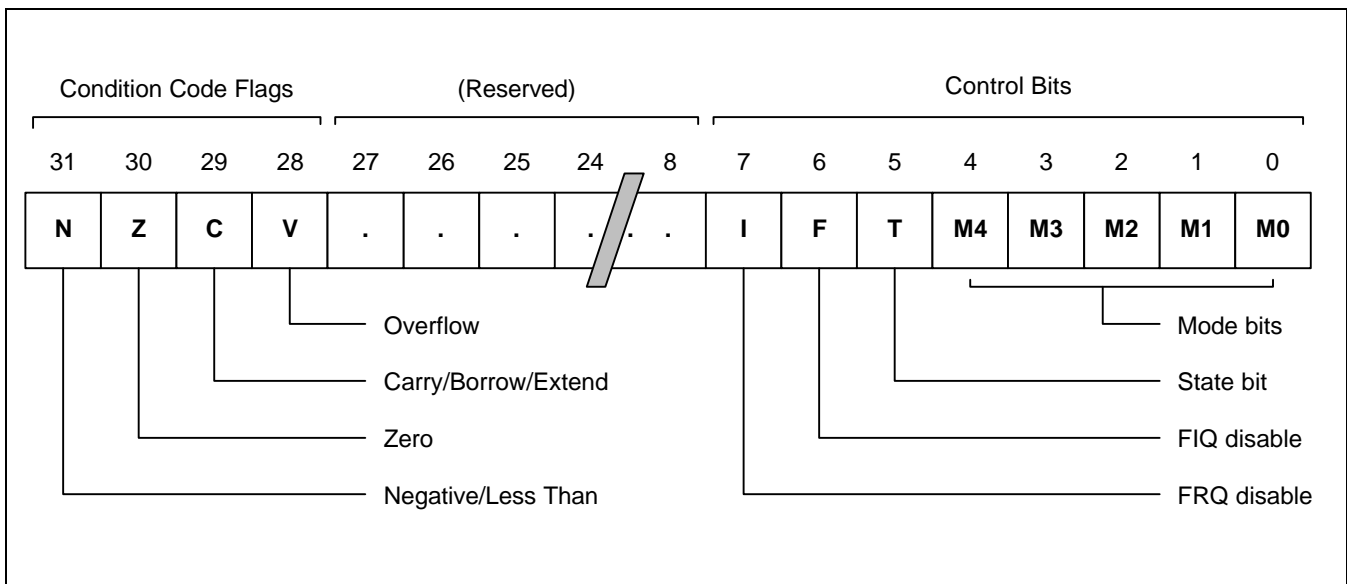 Condition Code Flags (Reserved) Control Bits
31 30 29 28 27 26 25 24 8 7 6 5 4 3 2 1 0
N Z C V . . . . . . I F T M4 M3 M2 M1 M0
Overflow Mode bits
Carry/Borrow/Extend State bit
Zero FIQ disable
Negative/Less Than FRQ disable